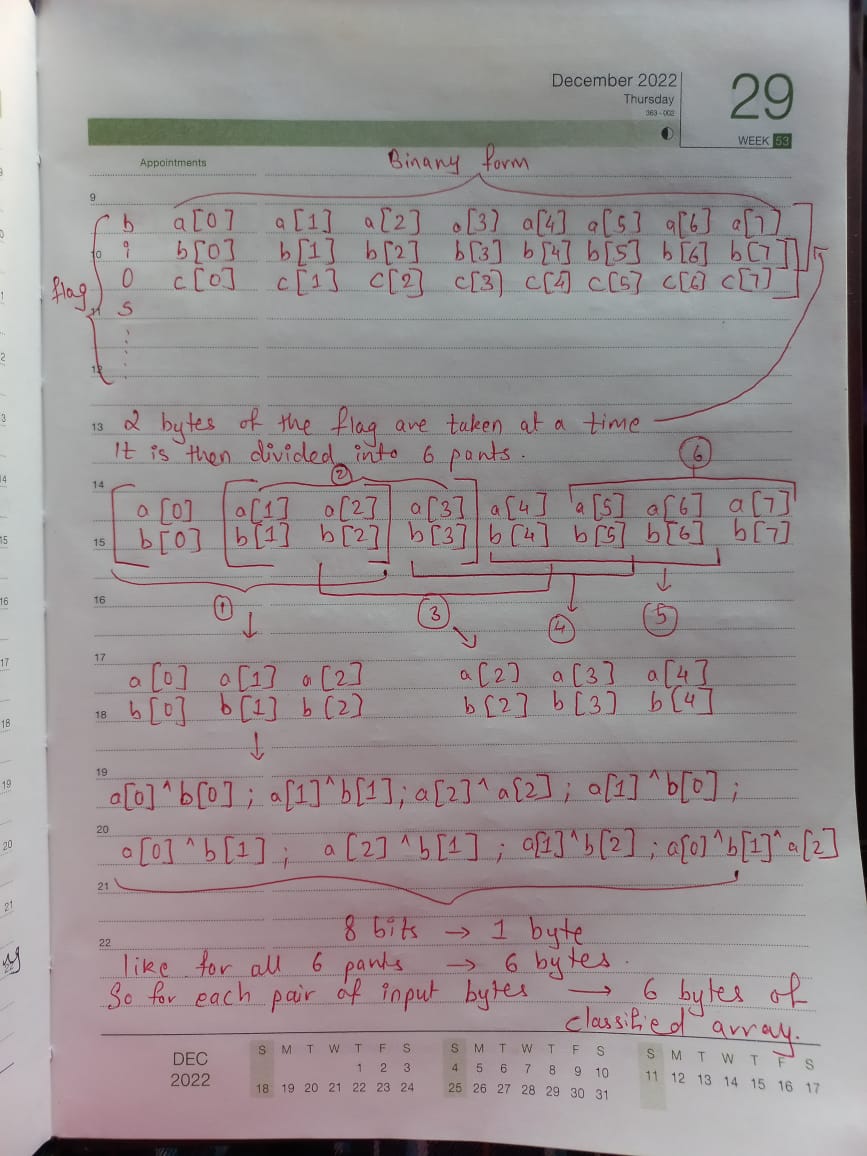 December 2022
Thursday
363-002
29
WEEK 53
Appointments
Binary form
9
b a[0] a[1] a[2] a[3] a[4] a[5] a[6] a[7]
10 i b[0] b[1] b[2] b[3] b[4] b[5] b[6] b[7]
flag
0 c[0] c[1] c[2] c[3] c[4] c[5] c[6] c[7]
11 s
12
13 2 bytes of the flag are taken at a time
It is then divided into 6 parts.
② ⑥
14
a[0] a[1] a[2] a[3] a[4] a[5] a[6] a[7]
15 b[0] b[1] b[2] b[3] b[4] b[5] b[6] b[7]
16
① ③ ④ ⑤
17
a[0] a[1] a[2] a[2] a[3] a[4]
18 b[0] b[1] b[2] b[2] b[3] b[4]
19
a[0]^b[0]; a[1]^b[1]; a[2]^a[2]; a[1]^b[0];
20
a[0]^b[1]; a[2]^b[1]; a[1]^b[2]; a[0]^b[1]^a[2]
21
8 bits → 1 byte
22
like for all 6 parts → 6 bytes.
So for each pair of input bytes → 6 bytes of
classified array.
DEC
2022
S M T W T F S S M T W T F S S M T W T F S
1 2 3 4 5 6 7 8 9 10 11 12 13 14 15 16 17
18 19 20 21 22 23 24 25 26 27 28 29 30 31